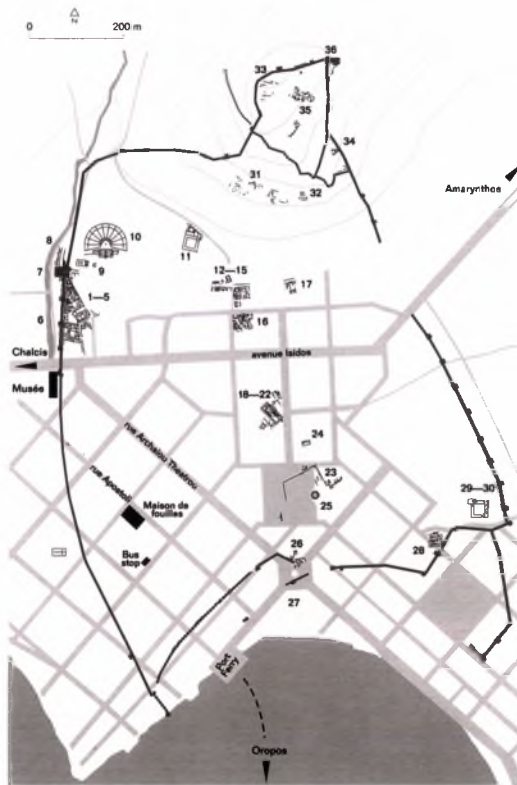 N
0 200 m
36
33
35
34
31
32
Amarynthos
8
10
11
7
9
12—15
17
1—5
6
16
Chalcis
avenue Isidos
Musée
18—22
24
rue Archaiou Theatrou
23
rue Apostoli
25
29—30
Maison de
fouilles
26
28
Bus
stop
27
Port
Ferry
Oropos